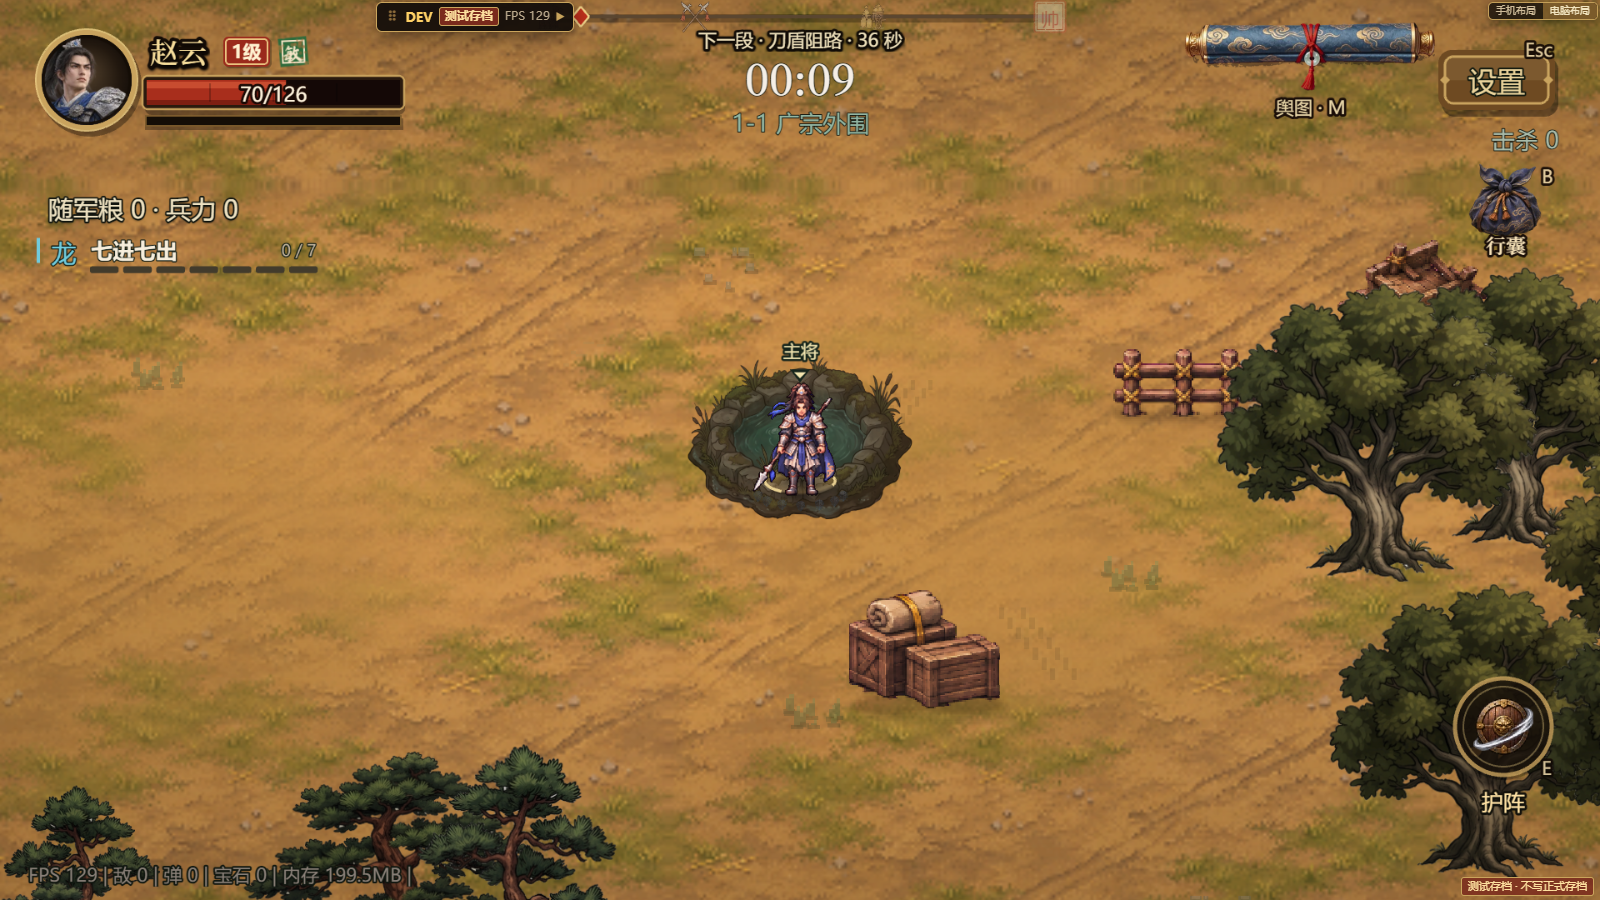 DEV 测试存档 FPS 129 ▶
帅
手机布局 电脑布局
赵云 1级 敏
70/126
下一段·刀盾阻路·36 秒
00:09
1-1 广宗外围
舆图·M
Esc
设置
击杀 0
B
行囊
随军粮 0·兵力 0
龙 七进七出 0/7
主将
E
护阵
FPS 129 | 敌 0 | 弹 0 | 宝石 0 | 内存 199.5MB |
测试存档·不写正式存档